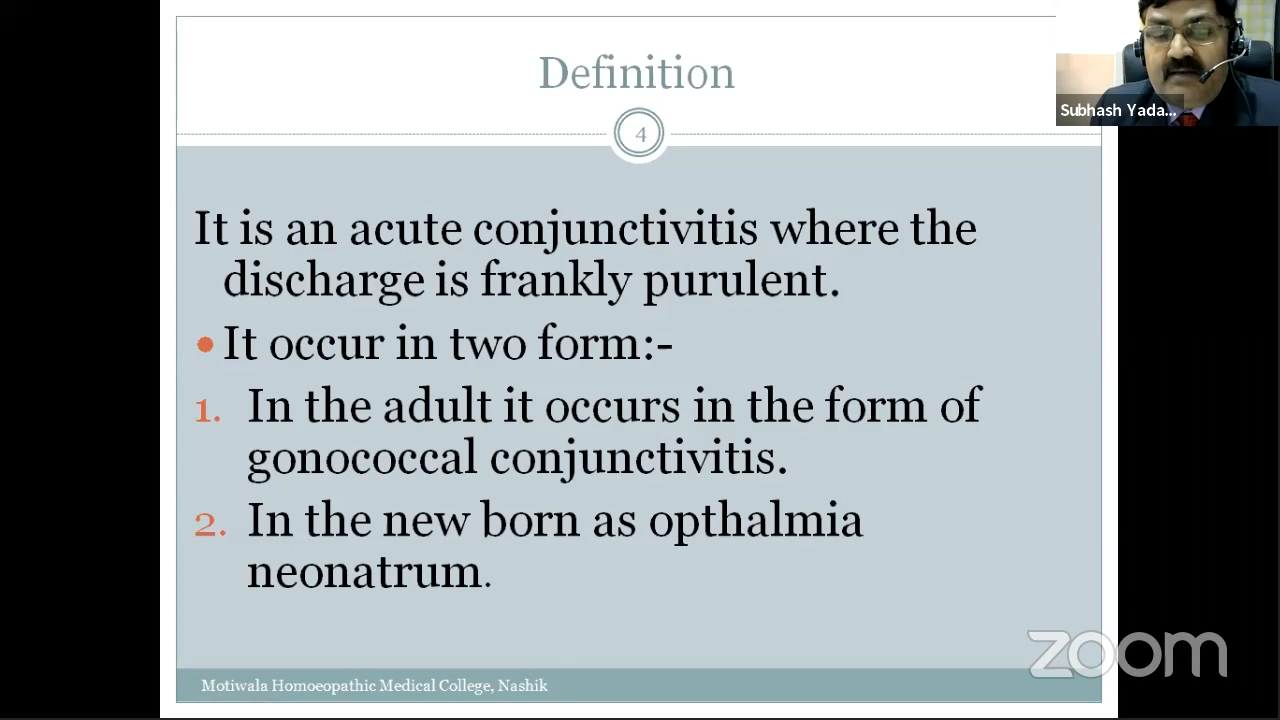 Definition
4
It is an acute conjunctivitis where the
discharge is frankly purulent.
• It occur in two form:-
1. In the adult it occurs in the form of
gonococcal conjunctivitis.
2. In the new born as opthalmia
neonatrum.
Motiwala Homoeopathic Medical College, Nashik
Subhash Yada...
zoom